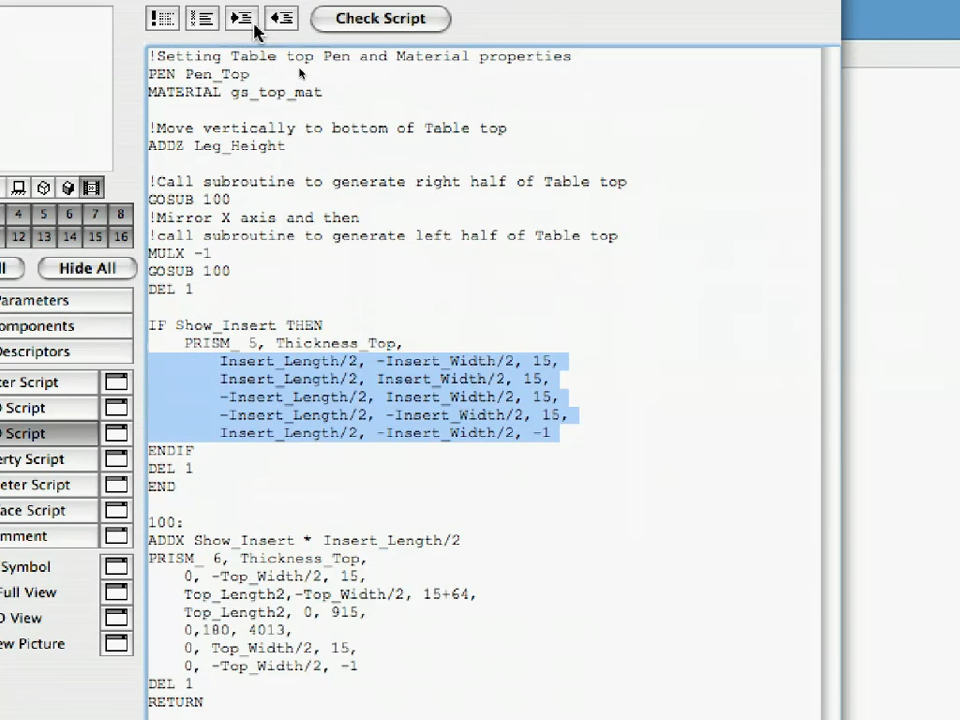 Check Script
!Setting Table top Pen and Material properties
PEN Pen_Top
MATERIAL gs_top_mat
!Move vertically to bottom of Table top
ADDZ Leg_Height
!Call subroutine to generate right half of Table top
GOSUB 100
!Mirror X axis and then
!call subroutine to generate left half of Table top
MULX -1
GOSUB 100
DEL 1
IF Show_Insert THEN
PRISM_ 5, Thickness_Top,
Insert_Length/2, -Insert_Width/2, 15,
Insert_Length/2, Insert_Width/2, 15,
-Insert_Length/2, Insert_Width/2, 15,
-Insert_Length/2, -Insert_Width/2, 15,
Insert_Length/2, -Insert_Width/2, -1
ENDIF
DEL 1
END
100:
ADDX Show_Insert * Insert_Length/2
PRISM_ 6, Thickness_Top,
0, -Top_Width/2, 15,
Top_Length2,-Top_Width/2, 15+64,
Top_Length2, 0, 915,
0,180, 4013,
0, Top_Width/2, 15,
0, -Top_Width/2, -1
DEL 1
RETURN
4 5 6 7 8
12 13 14 15 16
ll Hide All
arameters
omponents
Descriptors
ter Script
D Script
D Script
erty Script
eter Script
ace Script
mment
Symbol
Full View
D View
ew Picture